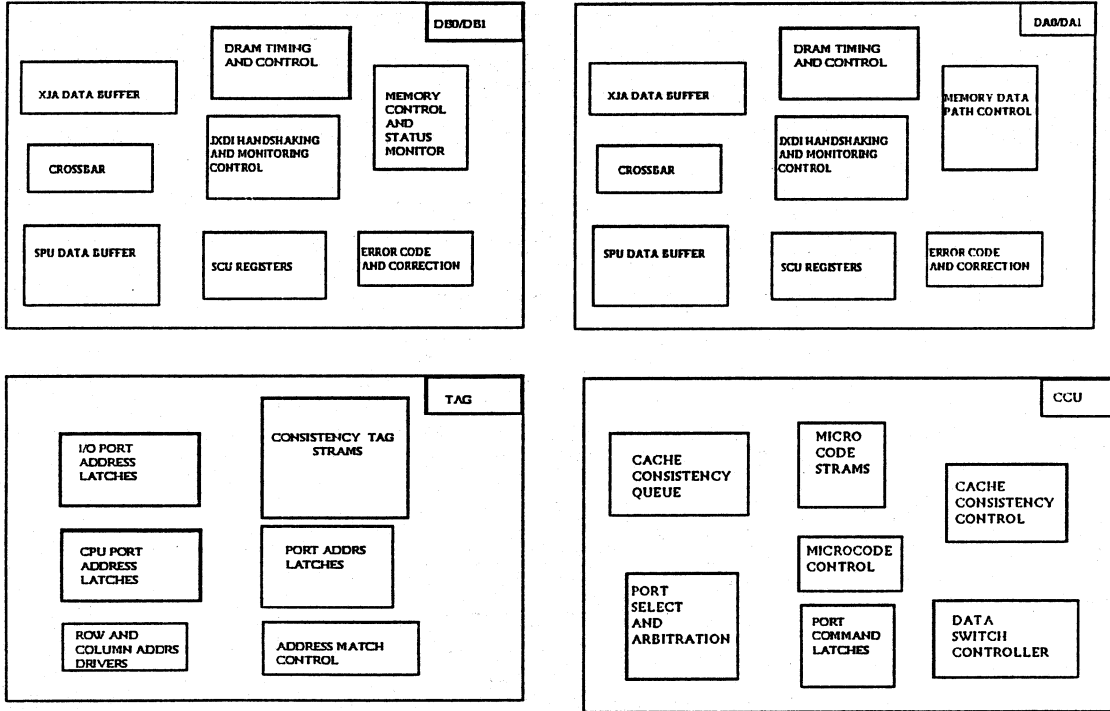 DB0/DB1
DRAM TIMING
AND CONTROL
XJA DATA BUFFER
MEMORY
CONTROL
AND
STATUS
MONITOR
JXDI HANDSHAKING
AND MONITORING
CONTROL
CROSSBAR
SPU DATA BUFFER
SCU REGISTERS
ERROR CODE
AND CORRECTION
DA0/DA1
DRAM TIMING
AND CONTROL
XJA DATA BUFFER
MEMORY DATA
PATH CONTROL
JXDI HANDSHAKING
AND MONITORING
CONTROL
CROSSBAR
SPU DATA BUFFER
SCU REGISTERS
ERROR CODE
AND CORRECTION
TAG
I/O PORT
ADDRESS
LATCHES
CONSISTENCY TAG
STRAMS
CPU PORT
ADDRESS
LATCHES
PORT ADDRS
LATCHES
ROW AND
COLUMN ADDRS
DRIVERS
ADDRESS MATCH
CONTROL
CCU
CACHE
CONSISTENCY
QUEUE
MICRO
CODE
STRAMS
CACHE
CONSISTENCY
CONTROL
MICROCODE
CONTROL
PORT
SELECT
AND
ARBITRATION
PORT
COMMAND
LATCHES
DATA
SWITCH
CONTROLLER